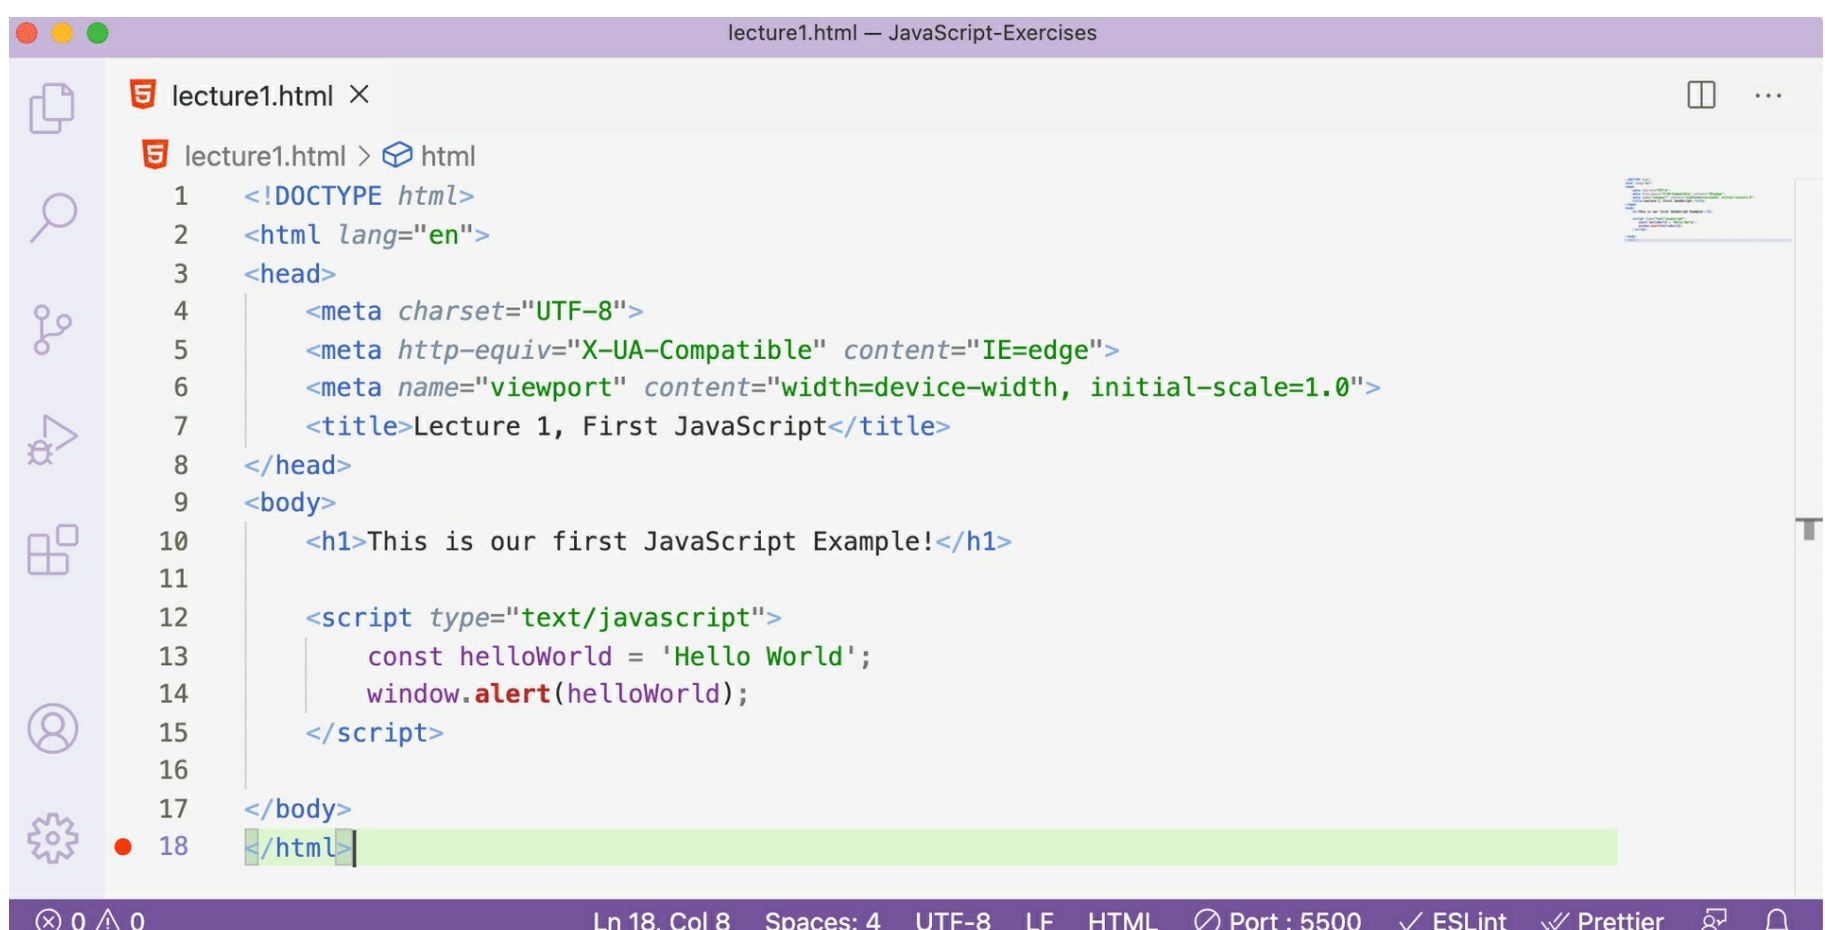 lecture1.html — JavaScript-Exercises
lecture1.html
lecture1.html > html
1 <!DOCTYPE html>
2 <html lang="en">
3 <head>
4     <meta charset="UTF-8">
5     <meta http-equiv="X-UA-Compatible" content="IE=edge">
6     <meta name="viewport" content="width=device-width, initial-scale=1.0">
7     <title>Lecture 1, First JavaScript</title>
8 </head>
9 <body>
10     <h1>This is our first JavaScript Example!</h1>
11
12     <script type="text/javascript">
13         const helloWorld = 'Hello World';
14         window.alert(helloWorld);
15     </script>
16
17 </body>
18 </html>
0 0 Ln 18, Col 8 Spaces: 4 UTF-8 LF HTML Port : 5500 ESLint Prettier